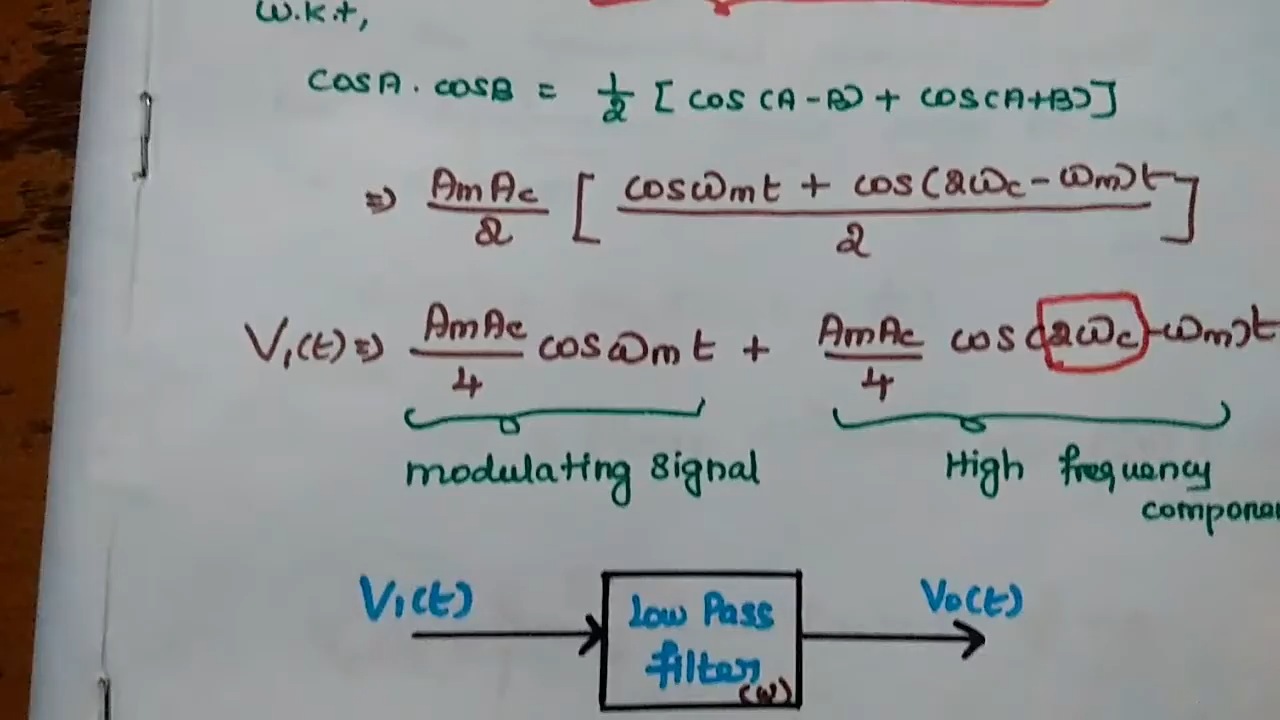 w.k.t,
cosA . cosB = 1/2 [ cos (A-B) + cos(A+B) ]
⇒ AmAc/2 [ cosωmt + cos(2ωc-ωm)t / 2 ]
V1(t) ⇒ AmAc/4 cosωmt + AmAc/4 cos(2ωc-ωm)t
modulating signal High frequency
V1(t) Low Pass Vo(t)
filter
(ω)